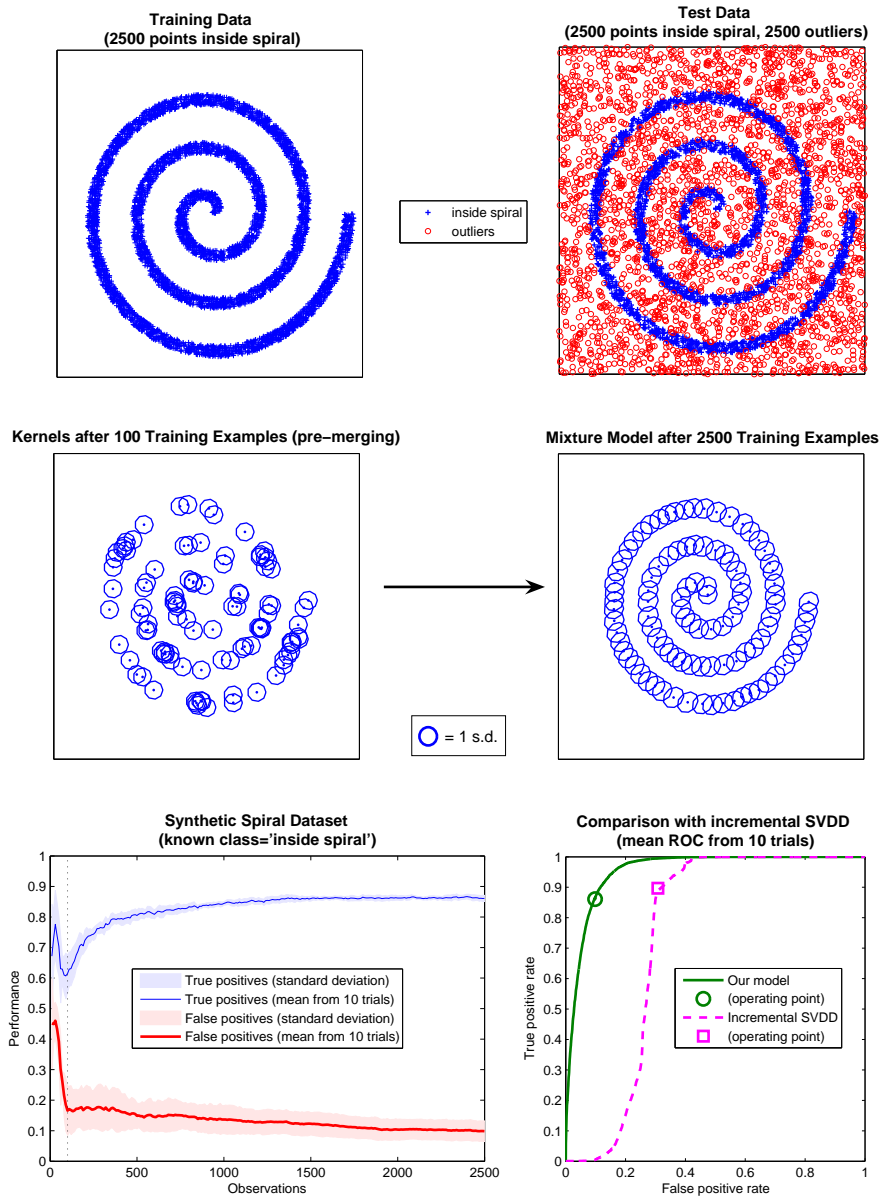 Training Data
(2500 points inside spiral)
Test Data
(2500 points inside spiral, 2500 outliers)
inside spiral
outliers
Kernels after 100 Training Examples (pre−merging)
Mixture Model after 2500 Training Examples
= 1 s.d.
Synthetic Spiral Dataset
(known class='inside spiral')
1
0.9
0.8
0.7
0.6
0.5
0.4
0.3
0.2
0.1
0
Performance
True positives (standard deviation)
True positives (mean from 10 trials)
False positives (standard deviation)
False positives (mean from 10 trials)
0
500
1000
1500
2000
2500
Observations
Comparison with incremental SVDD
(mean ROC from 10 trials)
1
0.9
0.8
0.7
0.6
0.5
0.4
0.3
0.2
0.1
0
True positive rate
Our model
(operating point)
Incremental SVDD
(operating point)
0
0.2
0.4
0.6
0.8
1
False positive rate